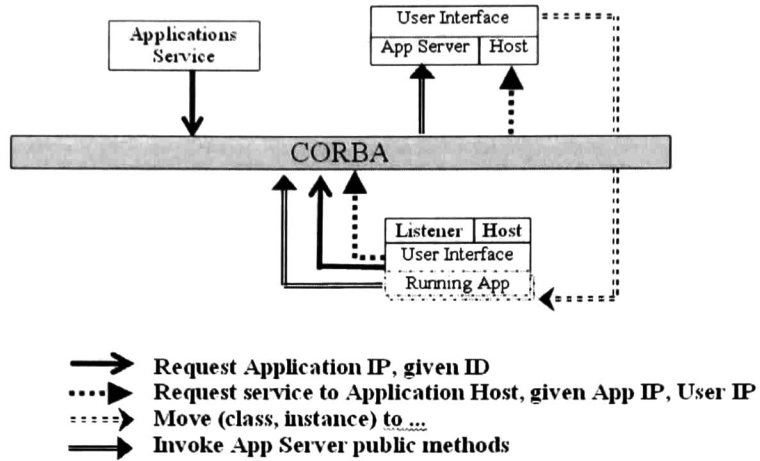 Applications
Service
User Interface
App Server Host
CORBA
Listener Host
User Interface
Running App
Request Application IP, given ID
Request service to Application Host, given App IP, User IP
Move (class, instance) to ...
Invoke App Server public methods